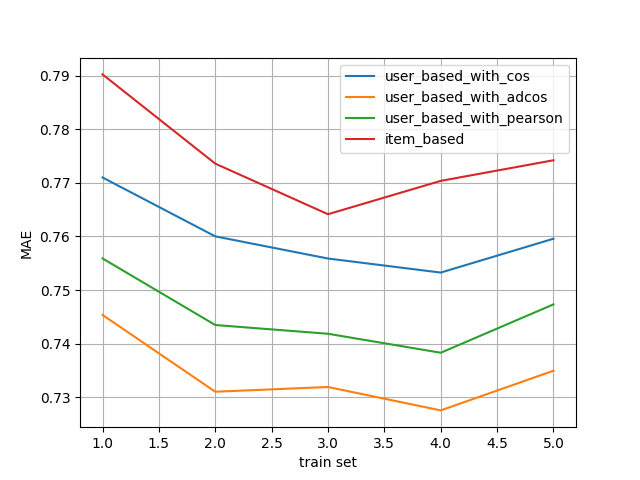 user_based_with_cos
user_based_with_adcos
user_based_with_pearson
item_based
0.79
0.78
0.77
0.76
0.75
0.74
0.73
MAE
1.0 1.5 2.0 2.5 3.0 3.5 4.0 4.5 5.0
train set